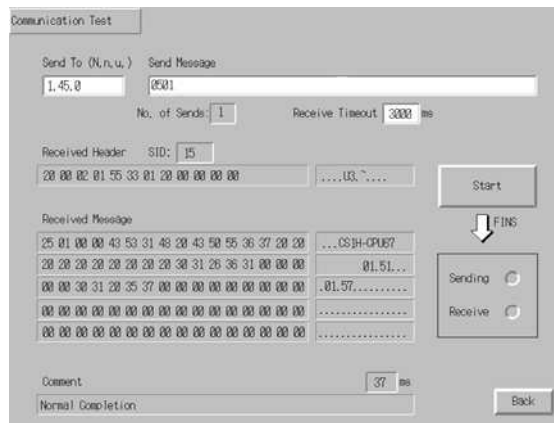 Communication Test
Send To (N,n,u,) Send Message
1,45,0 0501
No. of Sends: 1 Receive Timeout 3000 ms
Received Header SID: 15
20 00 02 01 55 33 01 20 00 00 00 00 ....U3."....
Start
FINS
Received Message
25 01 00 00 43 53 31 48 20 43 50 55 36 37 20 20 ...CS1H-CPU67
20 20 20 20 20 20 20 20 30 31 26 36 31 00 00 00 01.51...
00 00 30 31 20 35 37 00 00 00 00 00 00 00 00 00 .01.57..........
00 00 00 00 00 00 00 00 00 00 00 00 00 00 00 00 ................
00 00 00 00 00 00 00 00 00 00 00 00 00 00 00 00 ................
Sending
Receive
Comment 37 ms
Normal Completion
Back